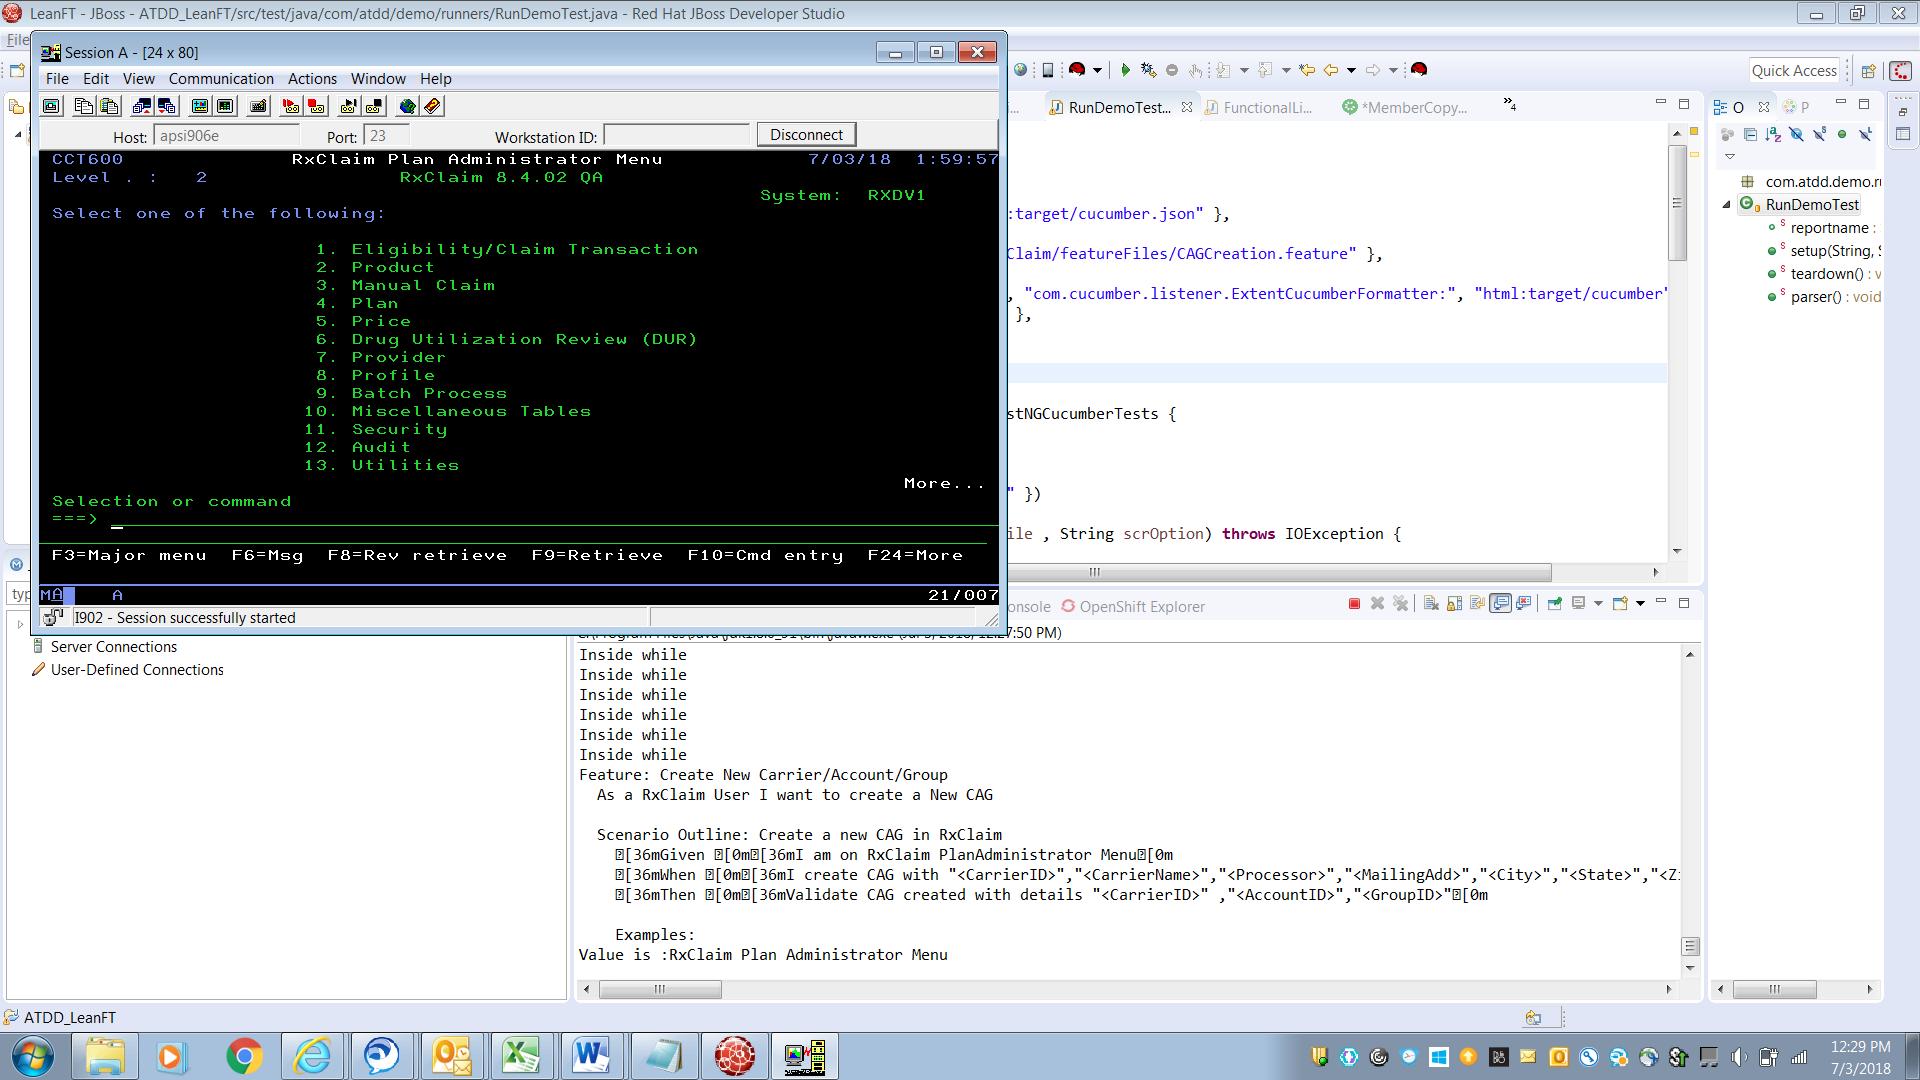 LeanFT - JBoss - ATDD_LeanFT/src/test/java/com/atdd/demo/runners/RunDemoTest.java - Red Hat JBoss Developer Studio
File
Session A - [24 x 80]
File Edit View Communication Actions Window Help
Host: apsi906e Port: 23 Workstation ID: Disconnect
CCT600 RxClaim Plan Administrator Menu 7/03/18 1:59:57
Level . : 2 RxClaim 8.4.02 QA
System: RXDV1
Select one of the following:
1. Eligibility/Claim Transaction
2. Product
3. Manual Claim
4. Plan
5. Price
6. Drug Utilization Review (DUR)
7. Provider
8. Profile
9. Batch Process
10. Miscellaneous Tables
11. Security
12. Audit
13. Utilities
More...
Selection or command
===>
F3=Major menu F6=Msg F8=Rev retrieve F9=Retrieve F10=Cmd entry F24=More
MA A 21/007
I902 - Session successfully started
Quick Access
RunDemoTest... FunctionalLi... *MemberCopy... »4
:target/cucumber.json" },
Claim/featureFiles/CAGCreation.feature" },
, "com.cucumber.listener.ExtentCucumberFormatter:", "html:target/cucumber"
},
stNGCucumberTests {
" })
ile , String scrOption) throws IOException {
O P
com.atdd.demo.ru
RunDemoTest
reportname :
setup(String, S
teardown() : v
parser() : void
typ
Server Connections
User-Defined Connections
onsole OpenShift Explorer
7:50 PM)
Inside while
Inside while
Inside while
Inside while
Inside while
Inside while
Feature: Create New Carrier/Account/Group
As a RxClaim User I want to create a New CAG
Scenario Outline: Create a new CAG in RxClaim
[36mGiven [0m[36mI am on RxClaim PlanAdministrator Menu[0m
[36mWhen [0m[36mI create CAG with "<CarrierID>","<CarrierName>","<Processor>","<MailingAdd>","<City>","<State>","<Z
[36mThen [0m[36mValidate CAG created with details "<CarrierID>" ,"<AccountID>","<GroupID>"[0m
Examples:
Value is :RxClaim Plan Administrator Menu
ATDD_LeanFT
12:29 PM
7/3/2018